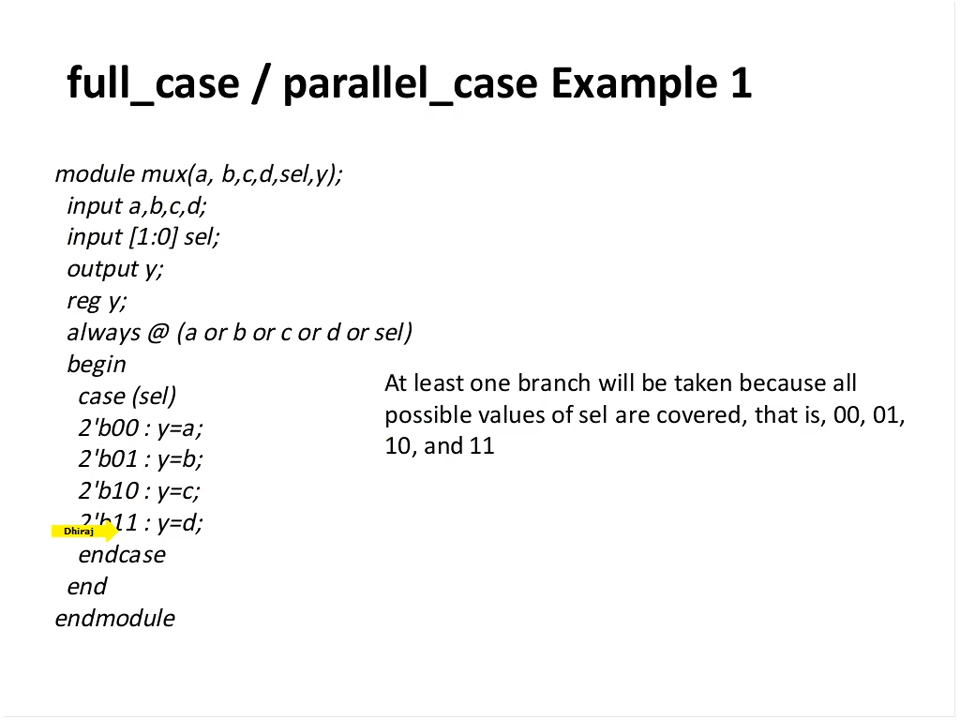 full_case / parallel_case Example 1
module mux(a, b,c,d,sel,y);
input a,b,c,d;
input [1:0] sel;
output y;
reg y;
always @ (a or b or c or d or sel)
begin
case (sel)
2'b00 : y=a;
2'b01 : y=b;
2'b10 : y=c;
2'b11 : y=d;
Dhiraj
endcase
end
endmodule
At least one branch will be taken because all
possible values of sel are covered, that is, 00, 01,
10, and 11